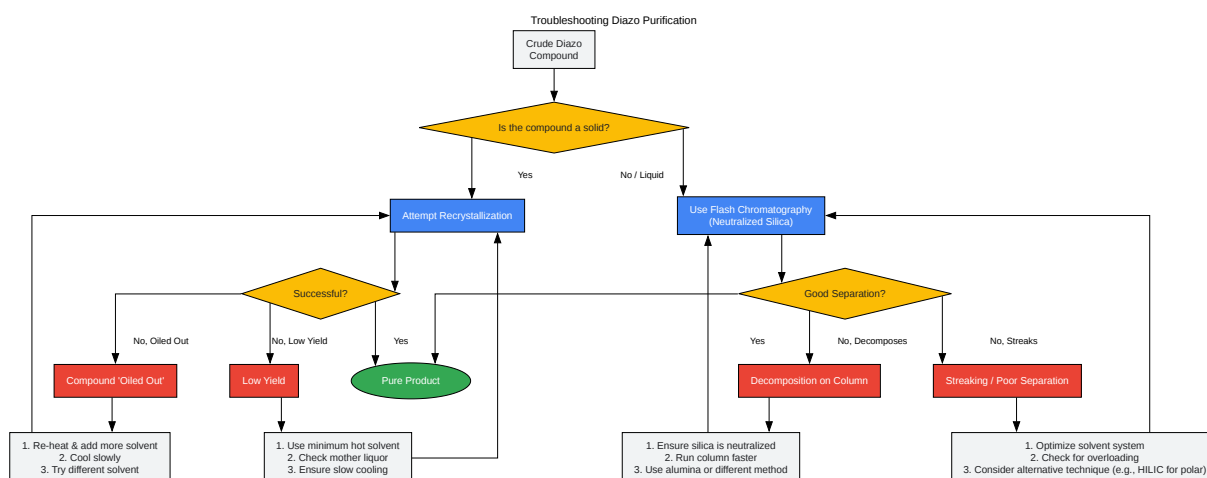 Troubleshooting Diazo Purification
Crude Diazo
Compound
Is the compound a solid?
Yes
No / Liquid
Attempt Recrystallization
Use Flash Chromatography
(Neutralized Silica)
Successful?
Good Separation?
No, Oiled Out
No, Low Yield
Yes
Yes
No, Decomposes
No, Streaks
Compound 'Oiled Out'
Low Yield
Pure Product
Decomposition on Column
Streaking / Poor Separation
1. Re-heat & add more solvent
2. Cool slowly
3. Try different solvent
1. Use minimum hot solvent
2. Check mother liquor
3. Ensure slow cooling
1. Ensure silica is neutralized
2. Run column faster
3. Use alumina or different method
1. Optimize solvent system
2. Check for overloading
3. Consider alternative technique (e.g., HILIC for polar)